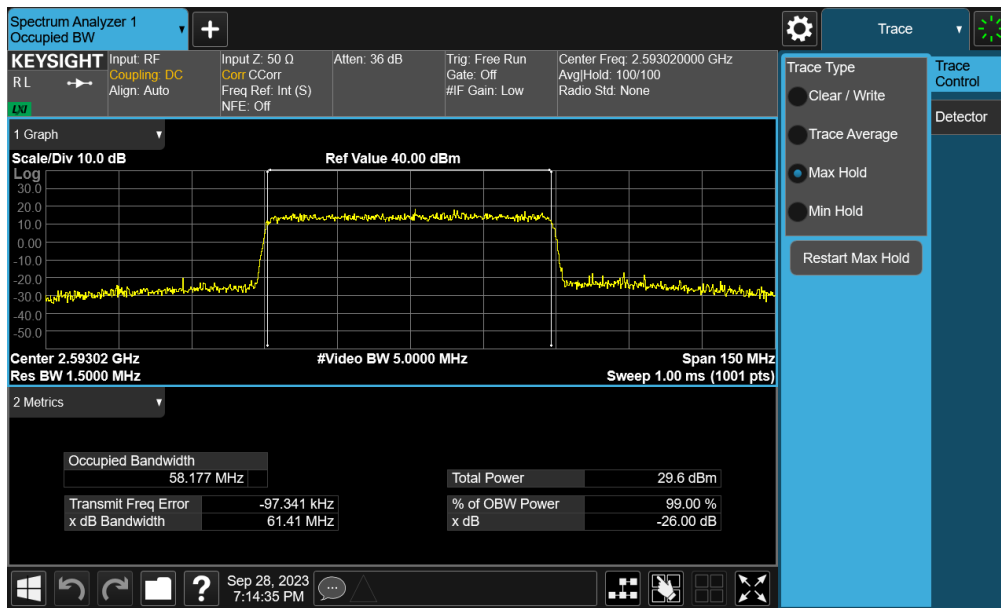 Spectrum Analyzer 1
Occupied BW
+
Trace
KEYSIGHT
R L
LXI
Input: RF
Coupling: DC
Align: Auto
Input Z: 50 Ω
Corr CCorr
Freq Ref: Int (S)
NFE: Off
Atten: 36 dB
Trig: Free Run
Gate: Off
#IF Gain: Low
Center Freq: 2.593020000 GHz
Avg|Hold: 100/100
Radio Std: None
Trace Type
Clear / Write
Trace Average
Max Hold
Min Hold
Restart Max Hold
Trace
Control
Detector
1 Graph
Scale/Div 10.0 dB
Ref Value 40.00 dBm
Log
30.0
20.0
10.0
0.00
-10.0
-20.0
-30.0
-40.0
-50.0
Center 2.59302 GHz
#Video BW 5.0000 MHz
Span 150 MHz
Res BW 1.5000 MHz
Sweep 1.00 ms (1001 pts)
2 Metrics
Occupied Bandwidth
58.177 MHz
Total Power 29.6 dBm
Transmit Freq Error -97.341 kHz
% of OBW Power 99.00 %
x dB Bandwidth 61.41 MHz
x dB -26.00 dB
?
Sep 28, 2023
7:14:35 PM